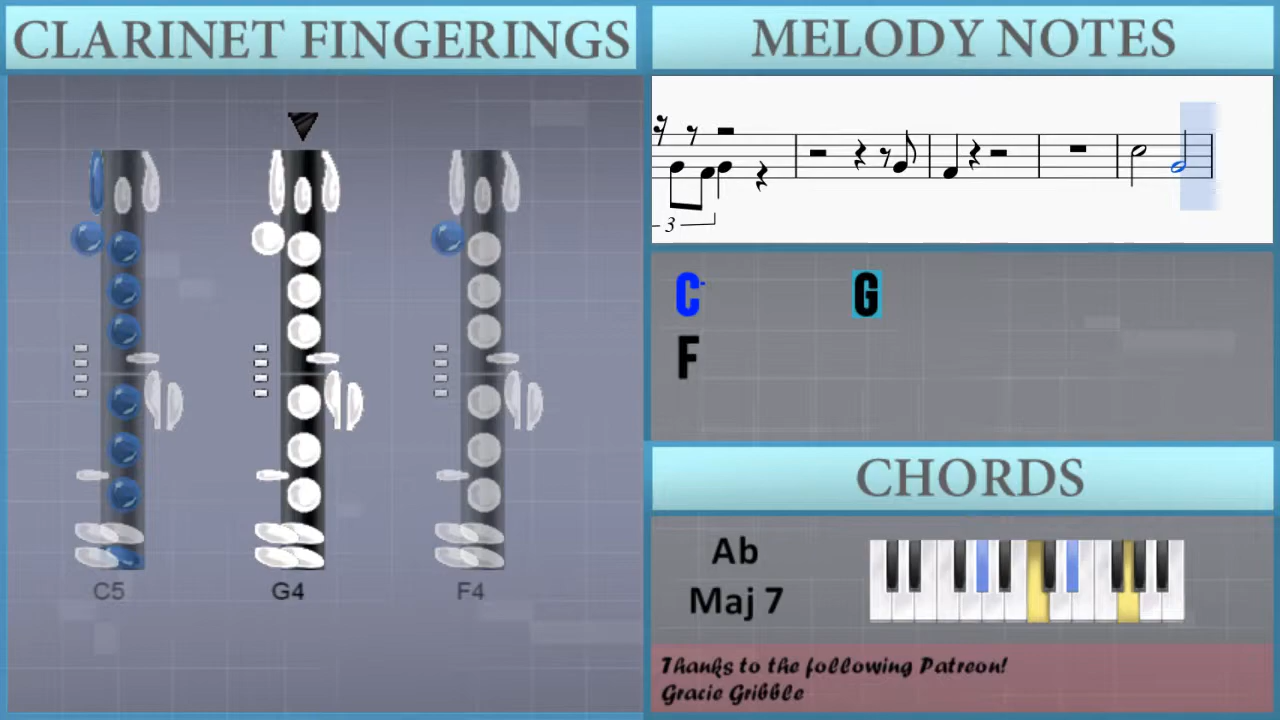 CLARINET FINGERINGS
MELODY NOTES
3
C
G
F
C5
G4
F4
CHORDS
Ab
Maj 7
Thanks to the following Patreon!
Gracie Gribble